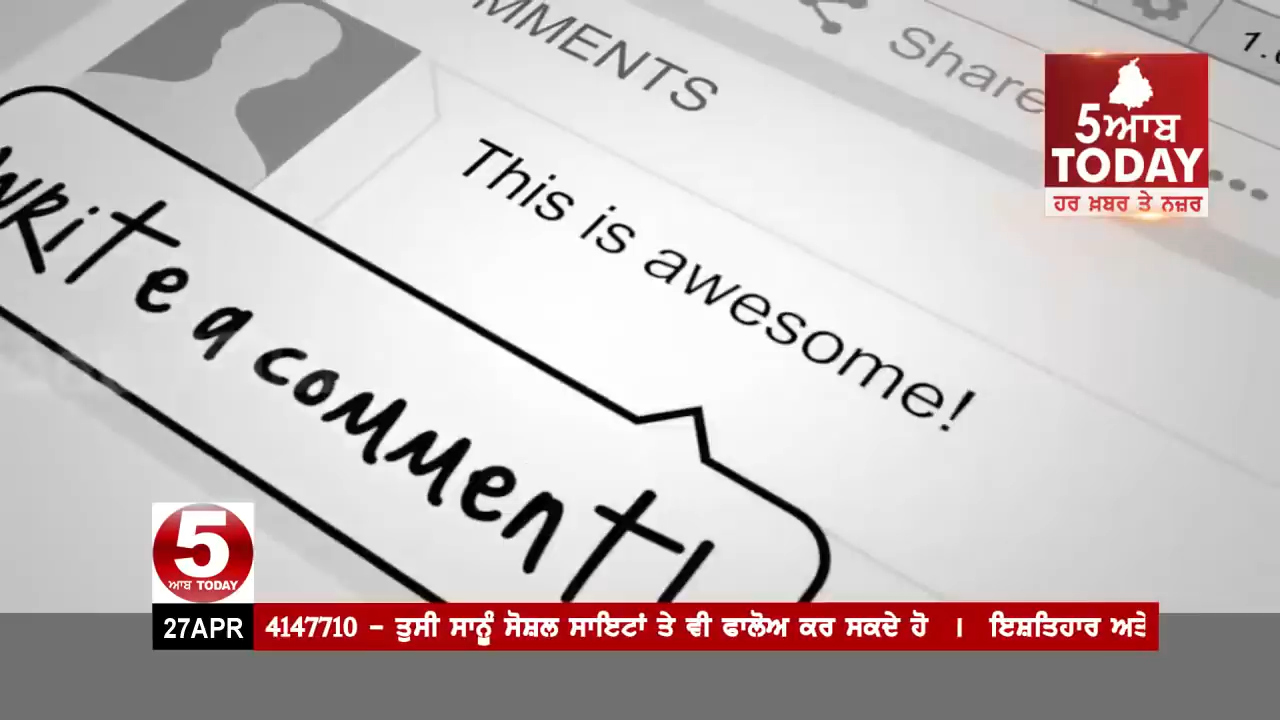 COMMENTS
Share
This is awesome!
write a comment!
5ਆਬ
TODAY
ਹਰ ਖ਼ਬਰ ਤੇ ਨਜ਼ਰ
5
ਆਬ TODAY
27APR
4147710 - ਤੁਸੀ ਸਾਨੂੰ ਸੋਸ਼ਲ ਸਾਇਟਾਂ ਤੇ ਵੀ ਫਾਲੋਅ ਕਰ ਸਕਦੇ ਹੋ । ਇਸ਼ਤਿਹਾਰ ਅਤੇ